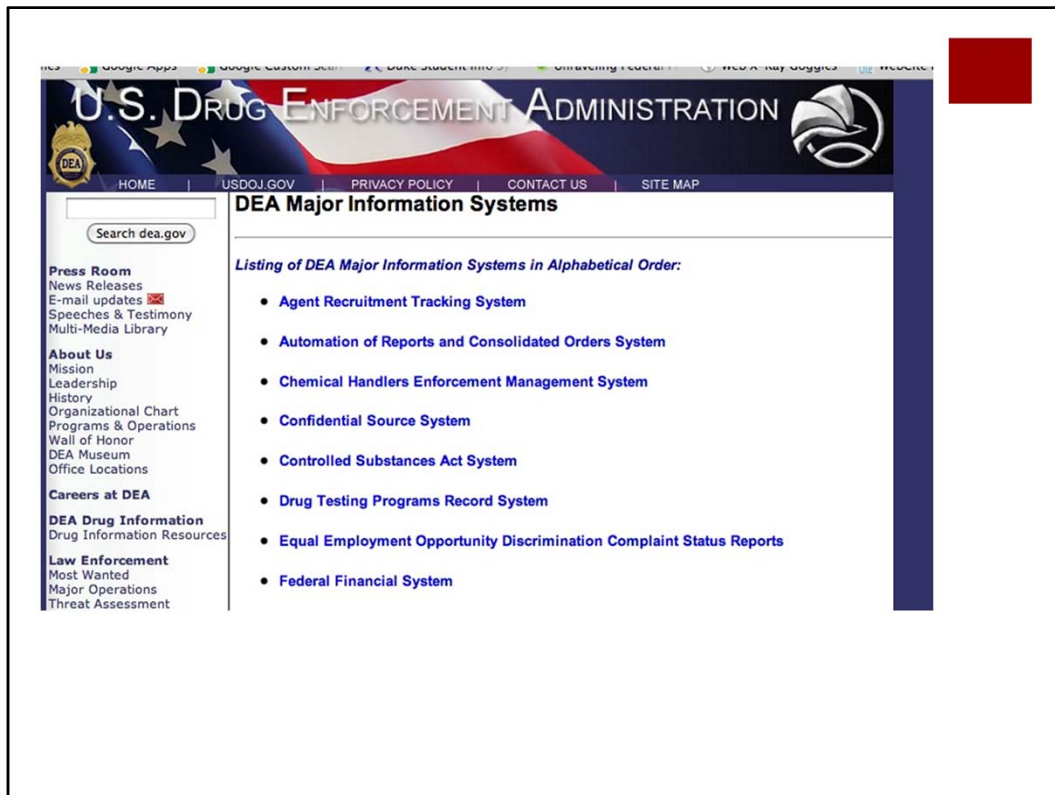 Google Apps
U.S. DRUG ENFORCEMENT ADMINISTRATION
DEA
HOME | USDOJ.GOV | PRIVACY POLICY | CONTACT US | SITE MAP
DEA Major Information Systems
Search dea.gov
Listing of DEA Major Information Systems in Alphabetical Order:
• Agent Recruitment Tracking System
• Automation of Reports and Consolidated Orders System
• Chemical Handlers Enforcement Management System
• Confidential Source System
• Controlled Substances Act System
• Drug Testing Programs Record System
• Equal Employment Opportunity Discrimination Complaint Status Reports
• Federal Financial System
Press Room
News Releases
E-mail updates
Speeches & Testimony
Multi-Media Library
About Us
Mission
Leadership
History
Organizational Chart
Programs & Operations
Wall of Honor
DEA Museum
Office Locations
Careers at DEA
DEA Drug Information
Drug Information Resources
Law Enforcement
Most Wanted
Major Operations
Threat Assessment